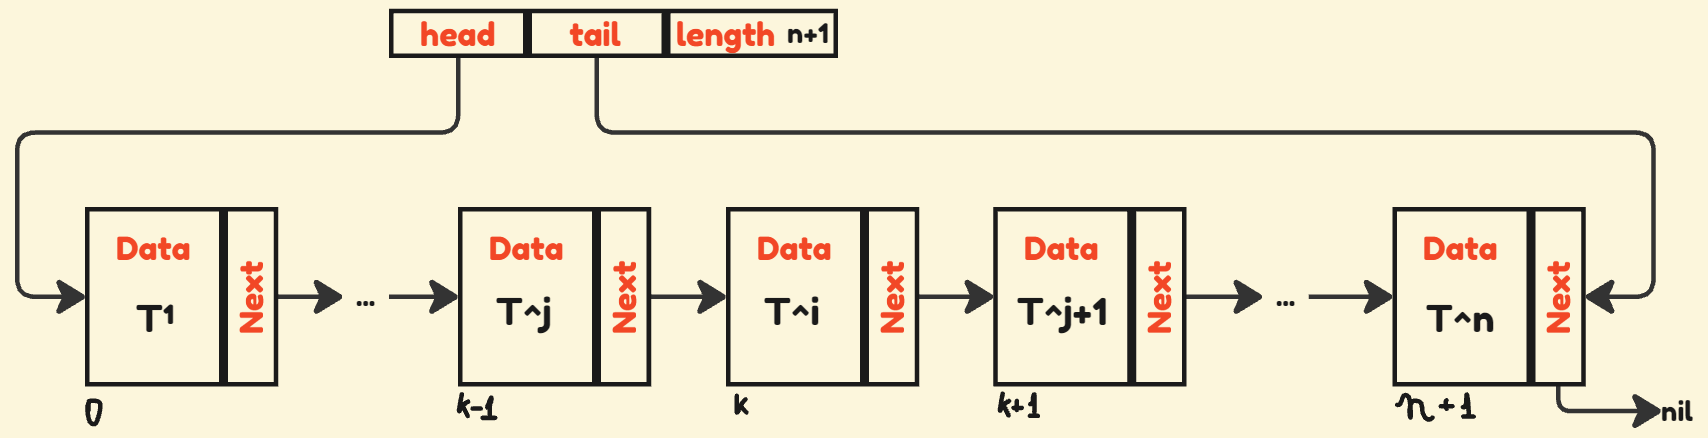 head tail length n+1
Data Data Data Data Data
Next Next Next Next Next
T¹ ... T^j T^i T^j+1 ... T^n
0 k-1 k k+1 n+1
nil